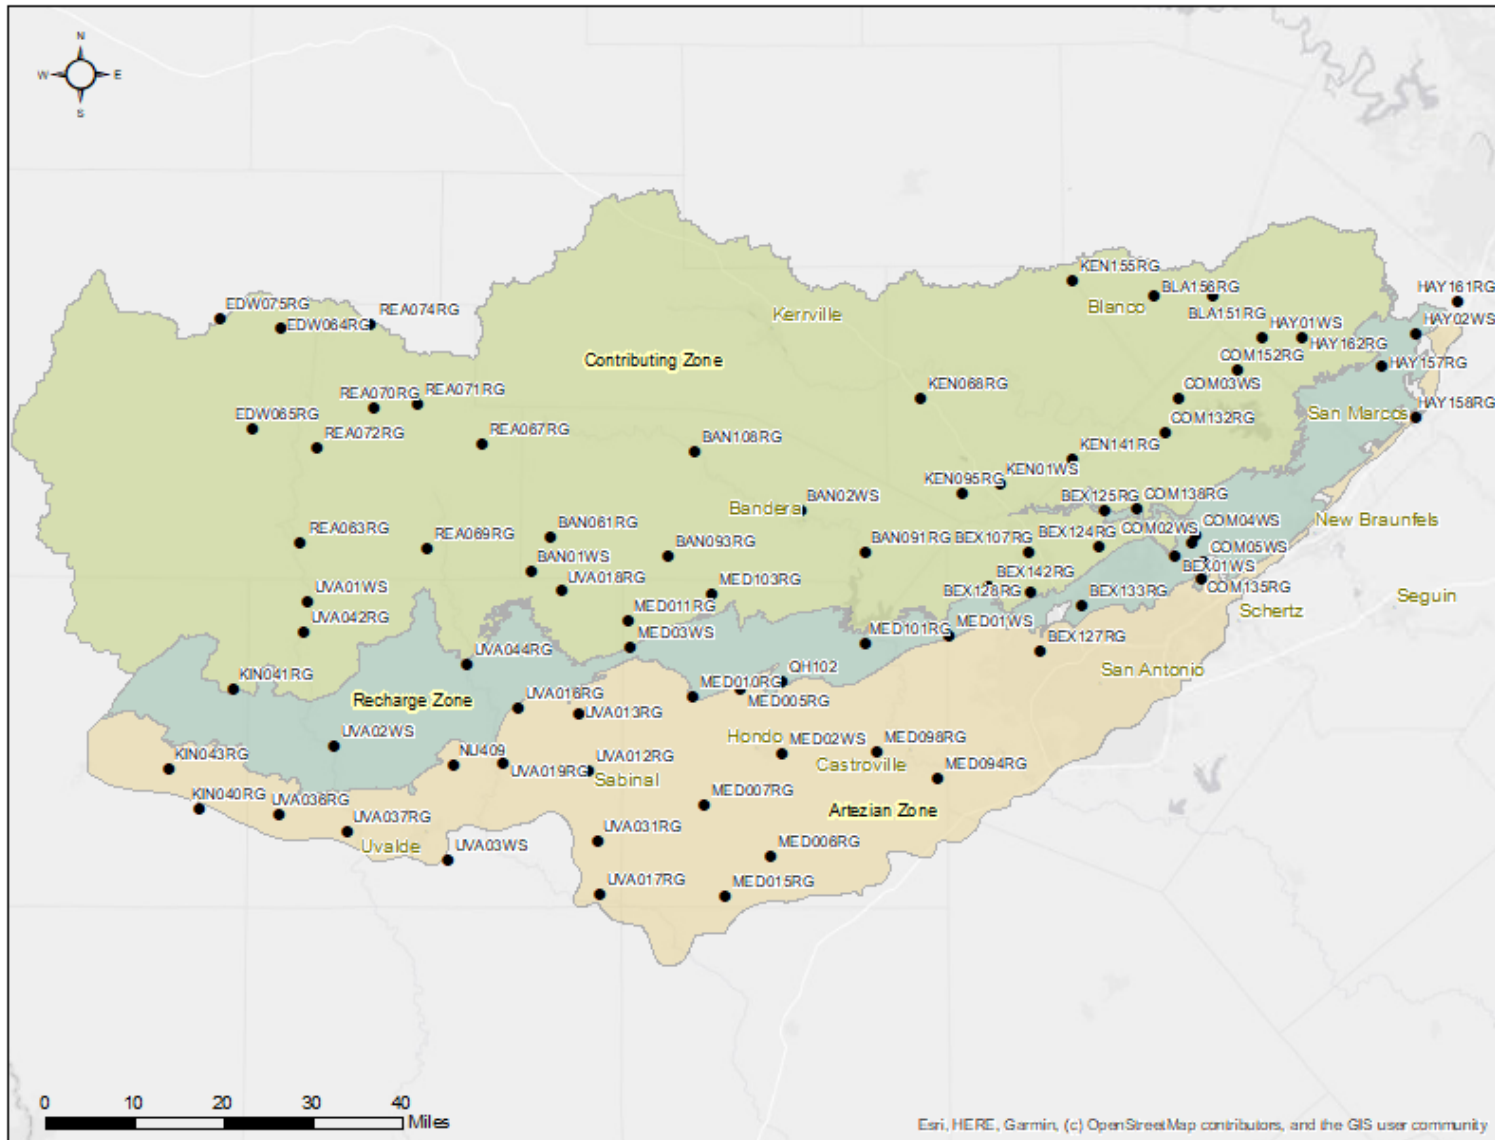 N
W E
S
KEN155RG
BLA156RG
HAY161RG
EDW075RG
REA074RG
Blanco
BLA151RG
HAY02WS
EDW064RG
Kerrville
HAY01WS
HAY162RG
COM152RG
Contributing Zone
HAY157RG
REA070RG
REA071RG
KEN068RG
COM03WS
EDW065RG
San Marcos
HAY158RG
REA072RG
REA067RG
BAN108RG
COM132RG
KEN141RG
KEN01WS
KEN095RG
BAN02WS
BEX125RG
COM138RG
Bandera
REA063RG
BAN061RG
COM04WS
New Braunfels
REA069RG
BAN093RG
BAN091RG
BEX107RG
BEX124RG
COM02WS
COM05WS
BAN01WS
BEX01WS
UVA01WS
UVA018RG
MED103RG
BEX142RG
BEX128RG
BEX133RG
COM135RG
Seguin
Schertz
UVA042RG
MED011RG
MED101RG
MED01WS
MED03WS
BEX127RG
UVA044RG
QH102
San Antonio
KIN041RG
MED010RG
Recharge Zone
UVA016RG
MED005RG
UVA013RG
UVA02WS
Hondo
MED02WS
MED098RG
KIN043RG
NU409
UVA012RG
Castroville
UVA019RG
Sabinal
MED094RG
KIN040RG
UVA036RG
MED007RG
Artezian Zone
UVA037RG
UVA031RG
Uvalde
UVA03WS
MED006RG
UVA017RG
MED015RG
0 10 20 30 40
Miles
Esri, HERE, Garmin, (c) OpenStreetMap contributors, and the GIS user community